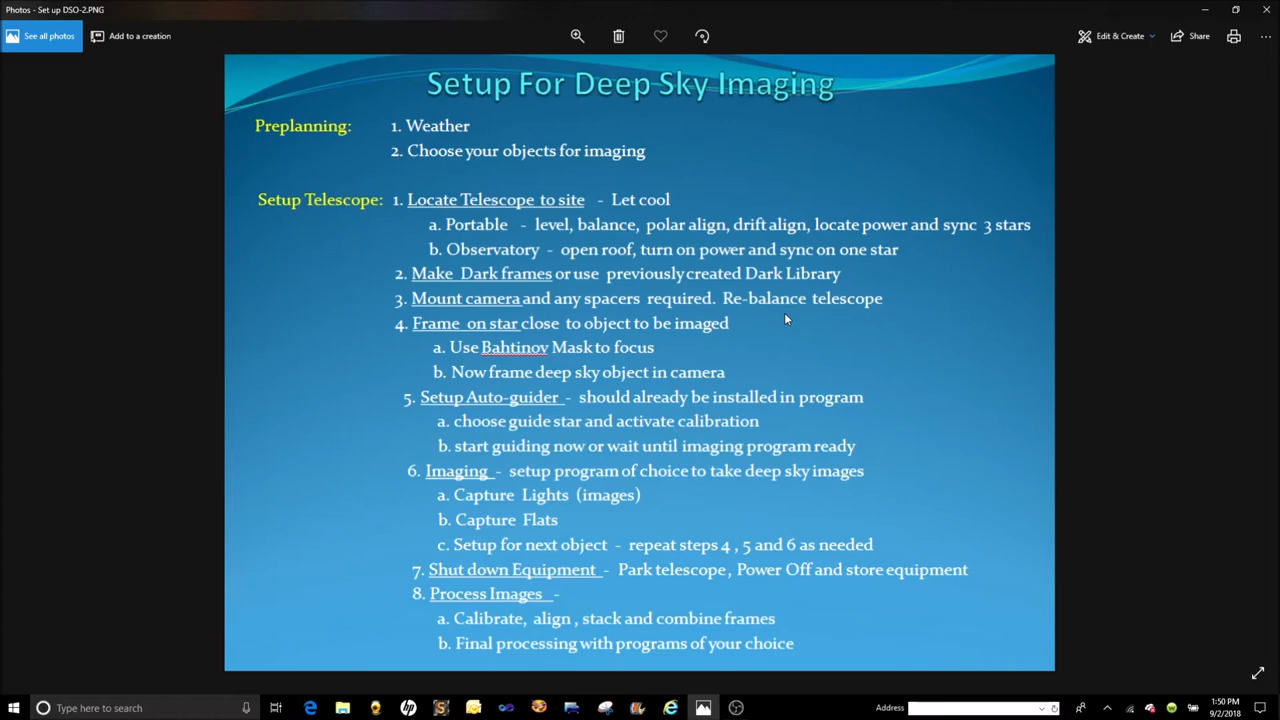 Photos - Set up DSO-2.PNG
See all photos
Add to a creation
Edit & Create
Share
Setup For Deep Sky Imaging
Preplanning: 1. Weather
2. Choose your objects for imaging
Setup Telescope: 1. Locate Telescope to site - Let cool
a. Portable - level, balance, polar align, drift align, locate power and sync 3 stars
b. Observatory - open roof, turn on power and sync on one star
2. Make Dark frames or use previously created Dark Library
3. Mount camera and any spacers required. Re-balance telescope
4. Frame on star close to object to be imaged
a. Use Bahtinov Mask to focus
b. Now frame deep sky object in camera
5. Setup Auto-guider - should already be installed in program
a. choose guide star and activate calibration
b. start guiding now or wait until imaging program ready
6. Imaging - setup program of choice to take deep sky images
a. Capture Lights (images)
b. Capture Flats
c. Setup for next object - repeat steps 4 , 5 and 6 as needed
7. Shut down Equipment - Park telescope , Power Off and store equipment
8. Process Images -
a. Calibrate, align , stack and combine frames
b. Final processing with programs of your choice
Type here to search
Address
1:50 PM
9/2/2018